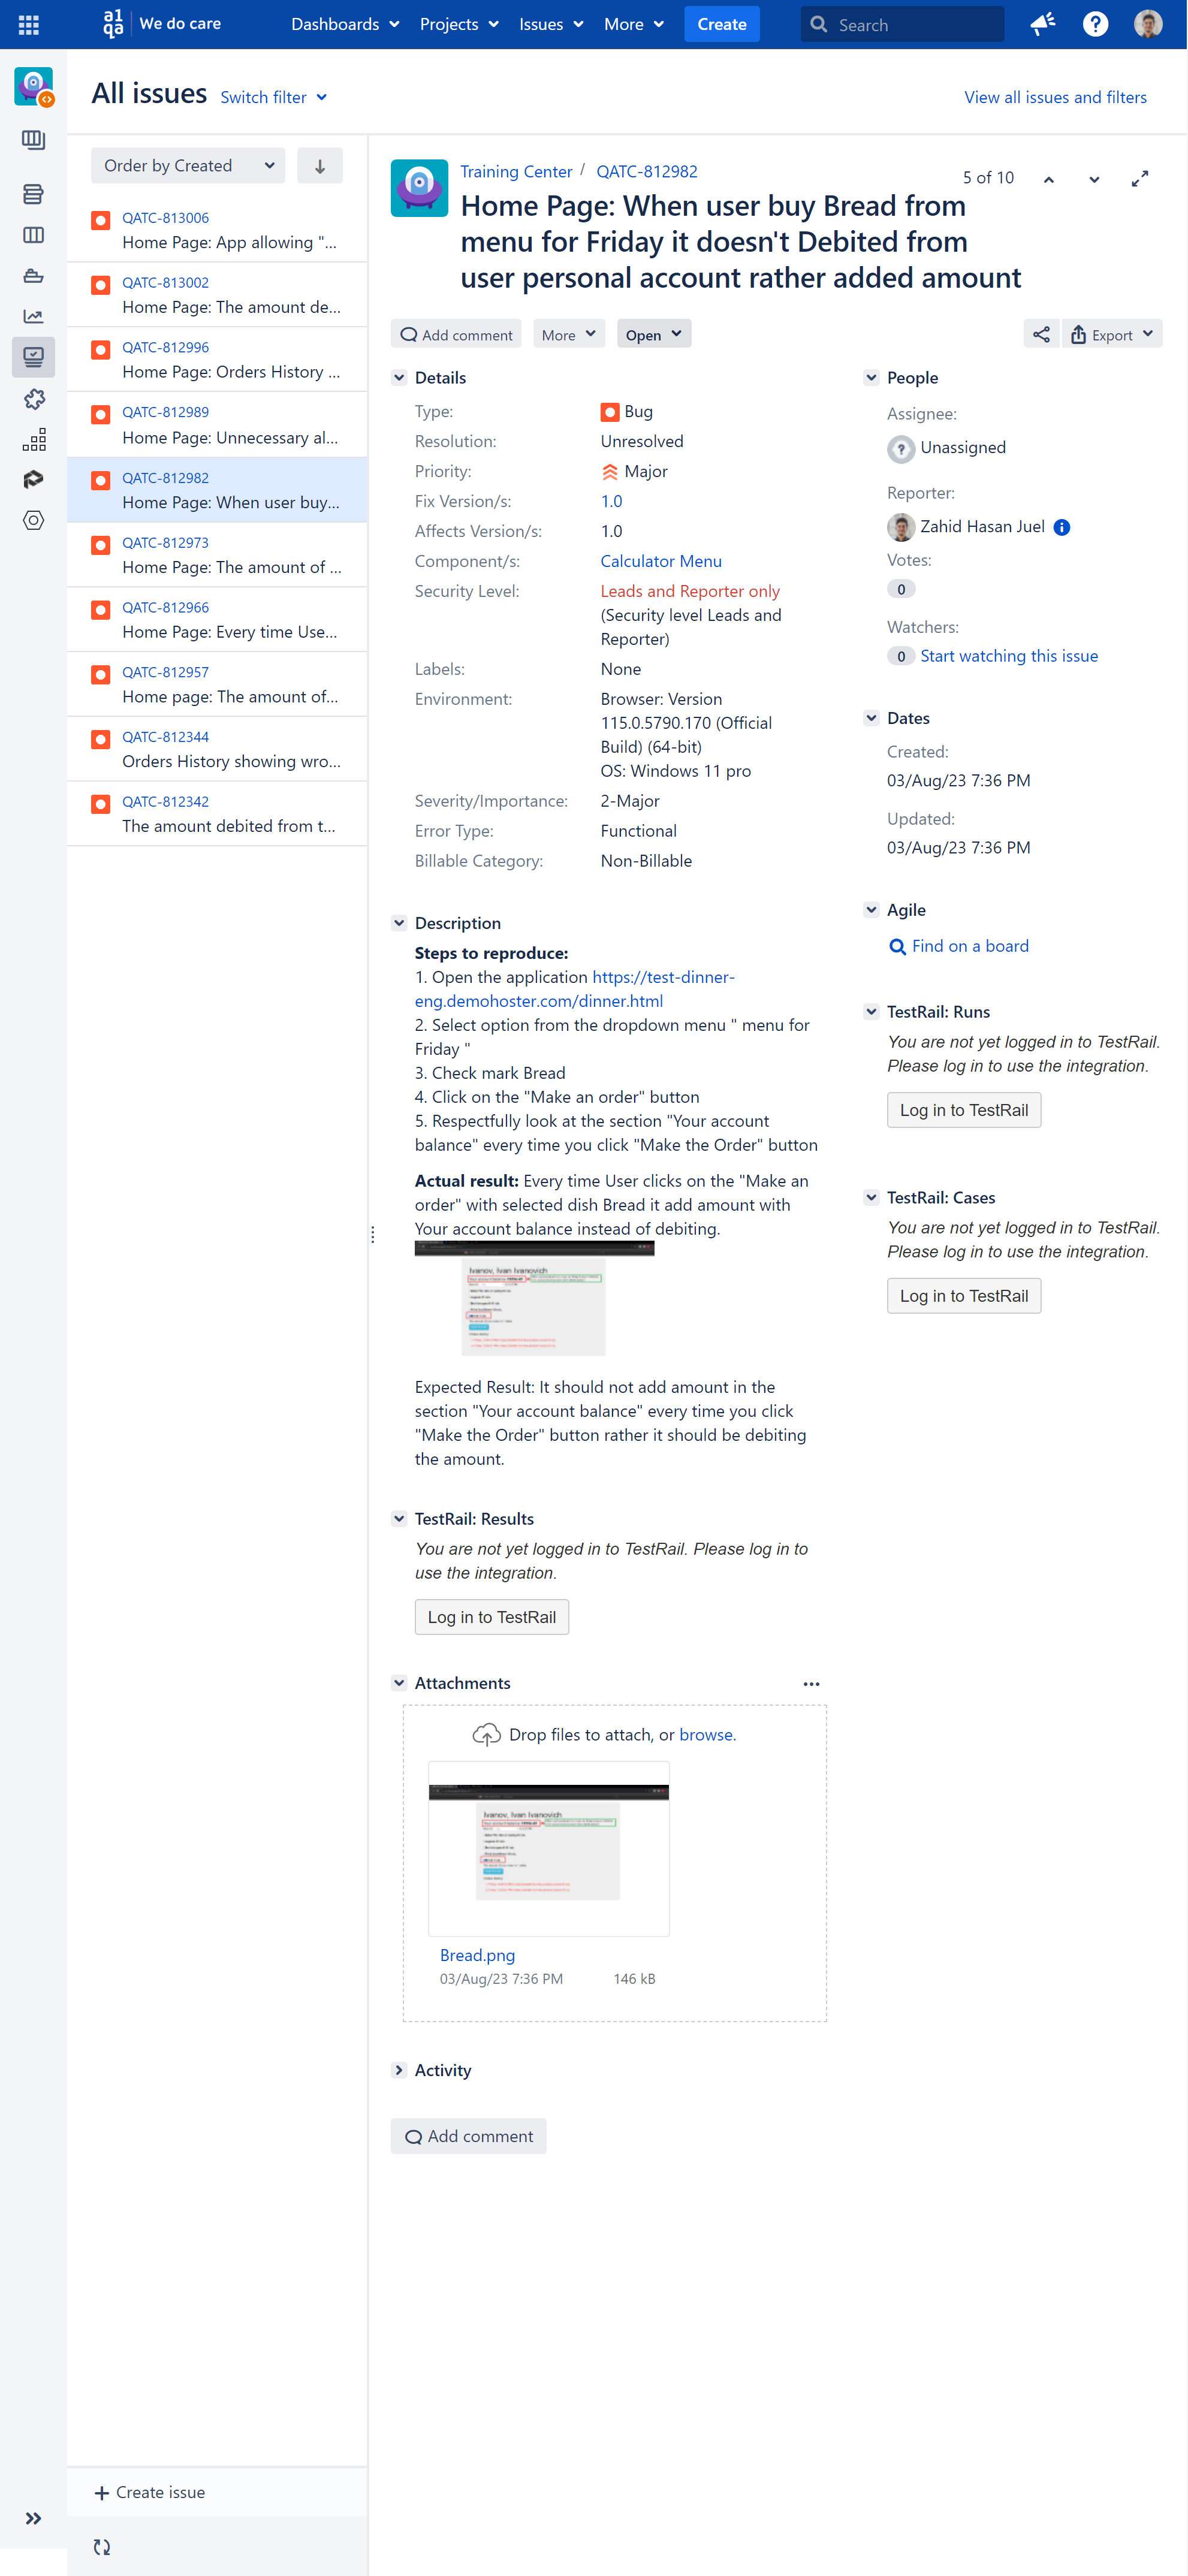 a1qa We do care Dashboards Projects Issues More Create Search
All issues Switch filter View all issues and filters
Order by Created
QATC-813006
Home Page: App allowing "...
QATC-813002
Home Page: The amount de...
QATC-812996
Home Page: Orders History ...
QATC-812989
Home Page: Unnecessary al...
QATC-812982
Home Page: When user buy...
QATC-812973
Home Page: The amount of ...
QATC-812966
Home Page: Every time Use...
QATC-812957
Home page: The amount of...
QATC-812344
Orders History showing wro...
QATC-812342
The amount debited from t...
Create issue
Training Center / QATC-812982
5 of 10
Home Page: When user buy Bread from
menu for Friday it doesn't Debited from
user personal account rather added amount
Add comment More Open Export
Details
Type: Bug
Resolution: Unresolved
Priority: Major
Fix Version/s: 1.0
Affects Version/s: 1.0
Component/s: Calculator Menu
Security Level: Leads and Reporter only
(Security level Leads and
Reporter)
Labels: None
Environment: Browser: Version
115.0.5790.170 (Official
Build) (64-bit)
OS: Windows 11 pro
Severity/Importance: 2-Major
Error Type: Functional
Billable Category: Non-Billable
Description
Steps to reproduce:
1. Open the application https://test-dinner-
eng.demohoster.com/dinner.html
2. Select option from the dropdown menu " menu for
Friday "
3. Check mark Bread
4. Click on the "Make an order" button
5. Respectfully look at the section "Your account
balance" every time you click "Make the Order" button
Actual result: Every time User clicks on the "Make an
order" with selected dish Bread it add amount with
Your account balance instead of debiting.
Ivanov, Ivan Ivanovich
Expected Result: It should not add amount in the
section "Your account balance" every time you click
"Make the Order" button rather it should be debiting
the amount.
TestRail: Results
You are not yet logged in to TestRail. Please log in to
use the integration.
Log in to TestRail
Attachments
Drop files to attach, or browse.
Ivanov, Ivan Ivanovich
Bread.png
03/Aug/23 7:36 PM 146 kB
Activity
Add comment
People
Assignee:
Unassigned
Reporter:
Zahid Hasan Juel
Votes:
0
Watchers:
0 Start watching this issue
Dates
Created:
03/Aug/23 7:36 PM
Updated:
03/Aug/23 7:36 PM
Agile
Find on a board
TestRail: Runs
You are not yet logged in to TestRail.
Please log in to use the integration.
Log in to TestRail
TestRail: Cases
You are not yet logged in to TestRail.
Please log in to use the integration.
Log in to TestRail